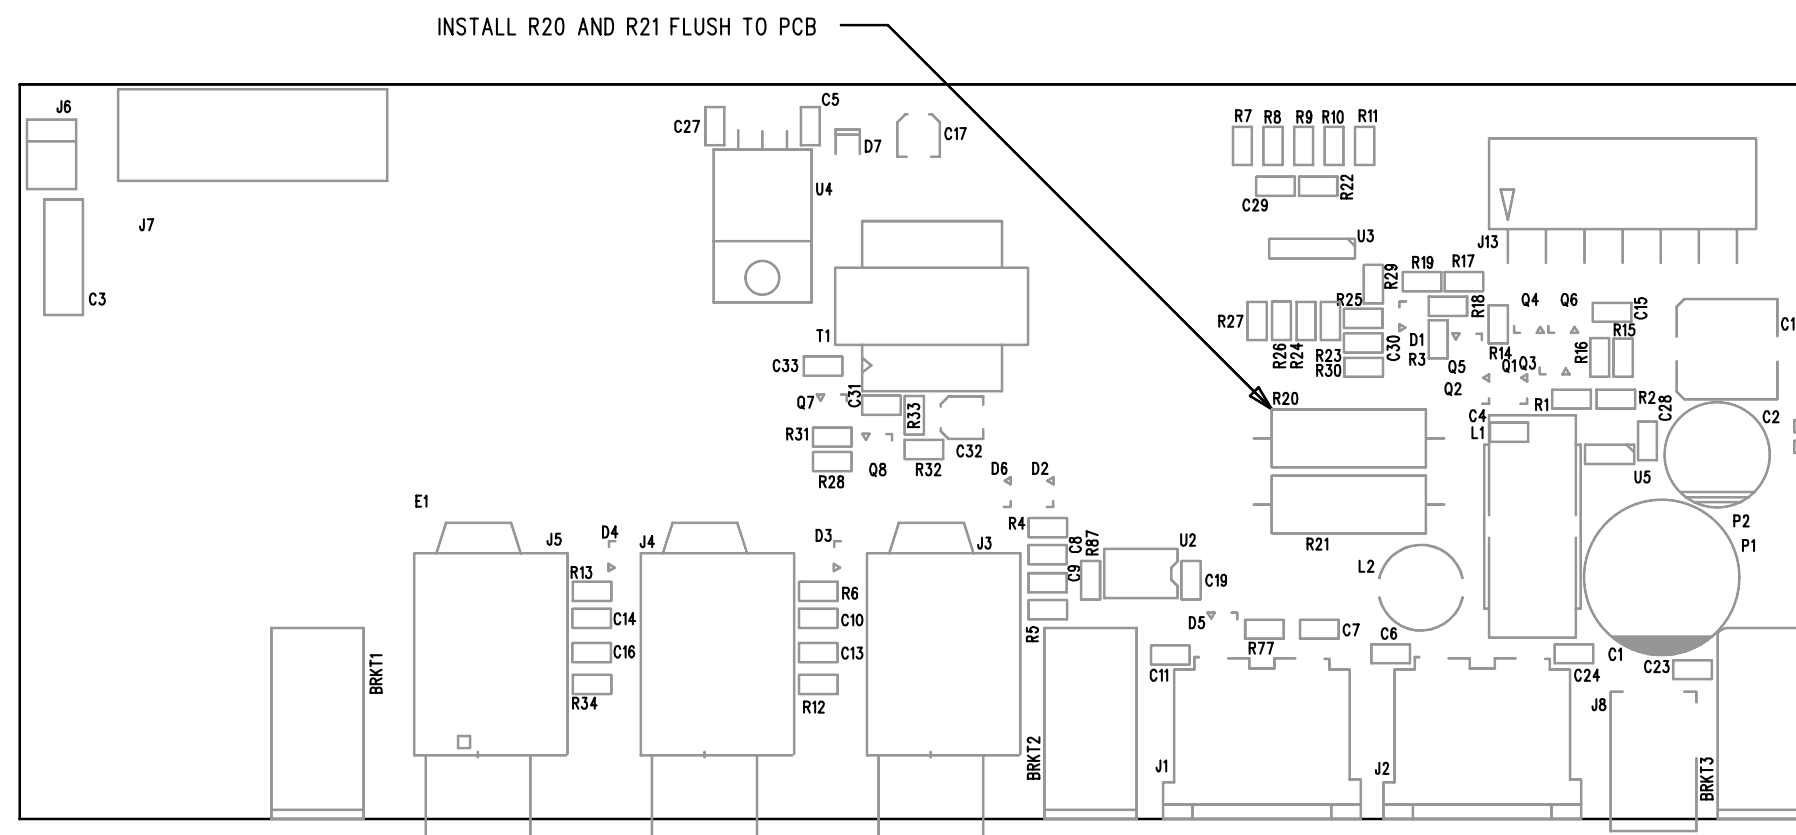 INSTALL R20 AND R21 FLUSH TO PCB
J6
C27
C5
D7
C17
R7
R8
R9
R10
R11
U4
C29
R22
J7
C3
U3
J13
R29
R19
R17
R27
R26
R24
R25
R23
R30
C30
D1
R3
R18
Q5
Q2
R14
Q4
Q6
Q1
Q3
C15
R15
R16
C1
T1
C33
Q7
C31
R33
R31
R28
Q8
R32
C32
R20
R1
R2
C28
C2
C4
L1
U5
D6
D2
E1
J5
D4
J4
D3
J3
R4
C8
C9
R87
U2
C19
R21
L2
P2
P1
R13
C14
C16
R34
R6
C10
C13
R12
R5
D5
R77
C7
C6
C11
C24
C1
C23
J8
BRKT1
BRKT2
J1
J2
BRKT3